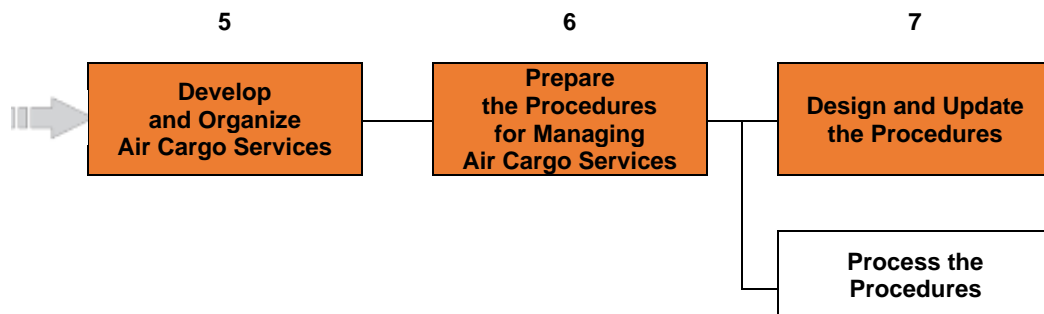 5
6
7
Develop
and Organize
Air Cargo Services
Prepare
the Procedures
for Managing
Air Cargo Services
Design and Update
the Procedures
Process the
Procedures